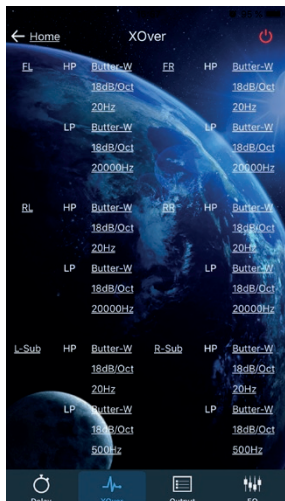 ← Home XOver
FL HP Butter-W FR HP Butter-W
18dB/Oct 18dB/Oct
20Hz 20Hz
LP Butter-W LP Butter-W
18dB/Oct 18dB/Oct
20000Hz 20000Hz
RL HP Butter-W RR HP Butter-W
18dB/Oct 18dB/Oct
20Hz 20Hz
LP Butter-W LP Butter-W
18dB/Oct 18dB/Oct
20000Hz 20000Hz
L-Sub HP Butter-W R-Sub HP Butter-W
18dB/Oct 18dB/Oct
20Hz 20Hz
LP Butter-W LP Butter-W
18dB/Oct 18dB/Oct
500Hz 500Hz
Delay XOver Output EQ